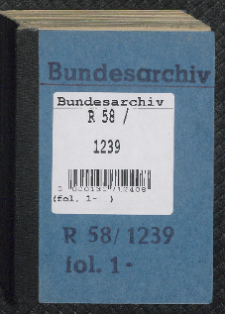 Bundesarchiv
Bundesarchiv
R 58 /
1239
(fol. 1-   )
R 58/1239
fol. 1-